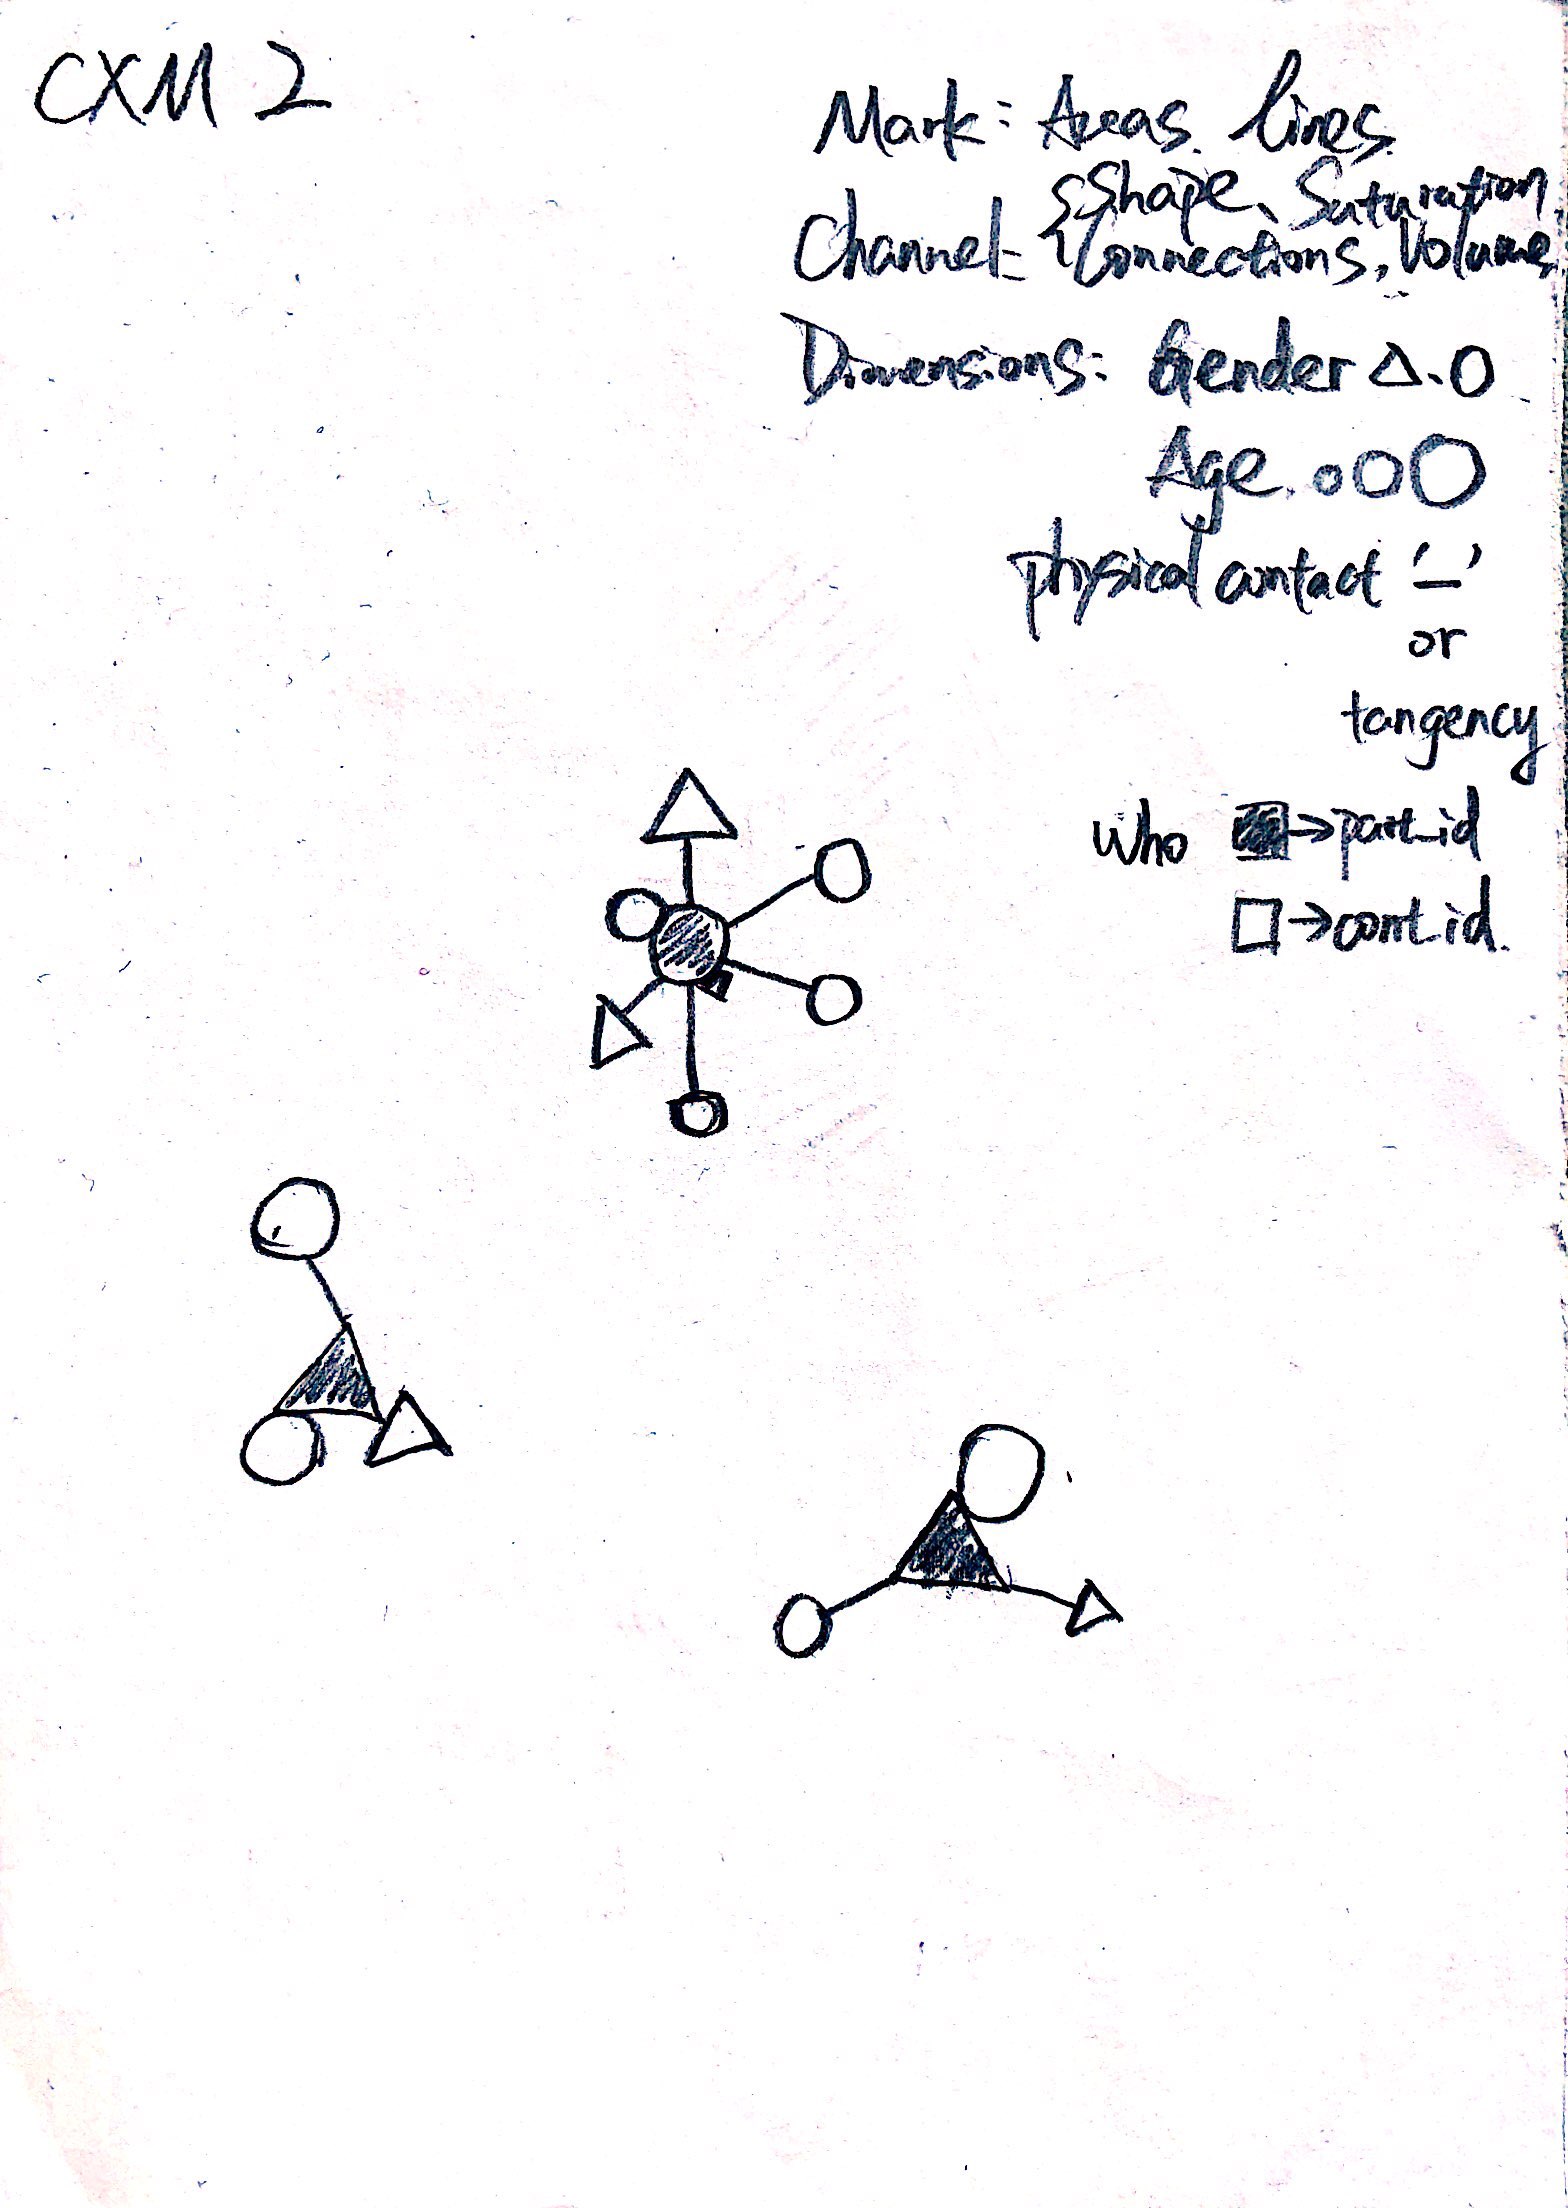 CXM 2
Mark: Areas. lines.
Shape、Saturation,
Channel: Connections, Volume.
Dimensions: Gender
Age.
physical contact '—'
or
tangency
Who → part_id
→ cont_id.